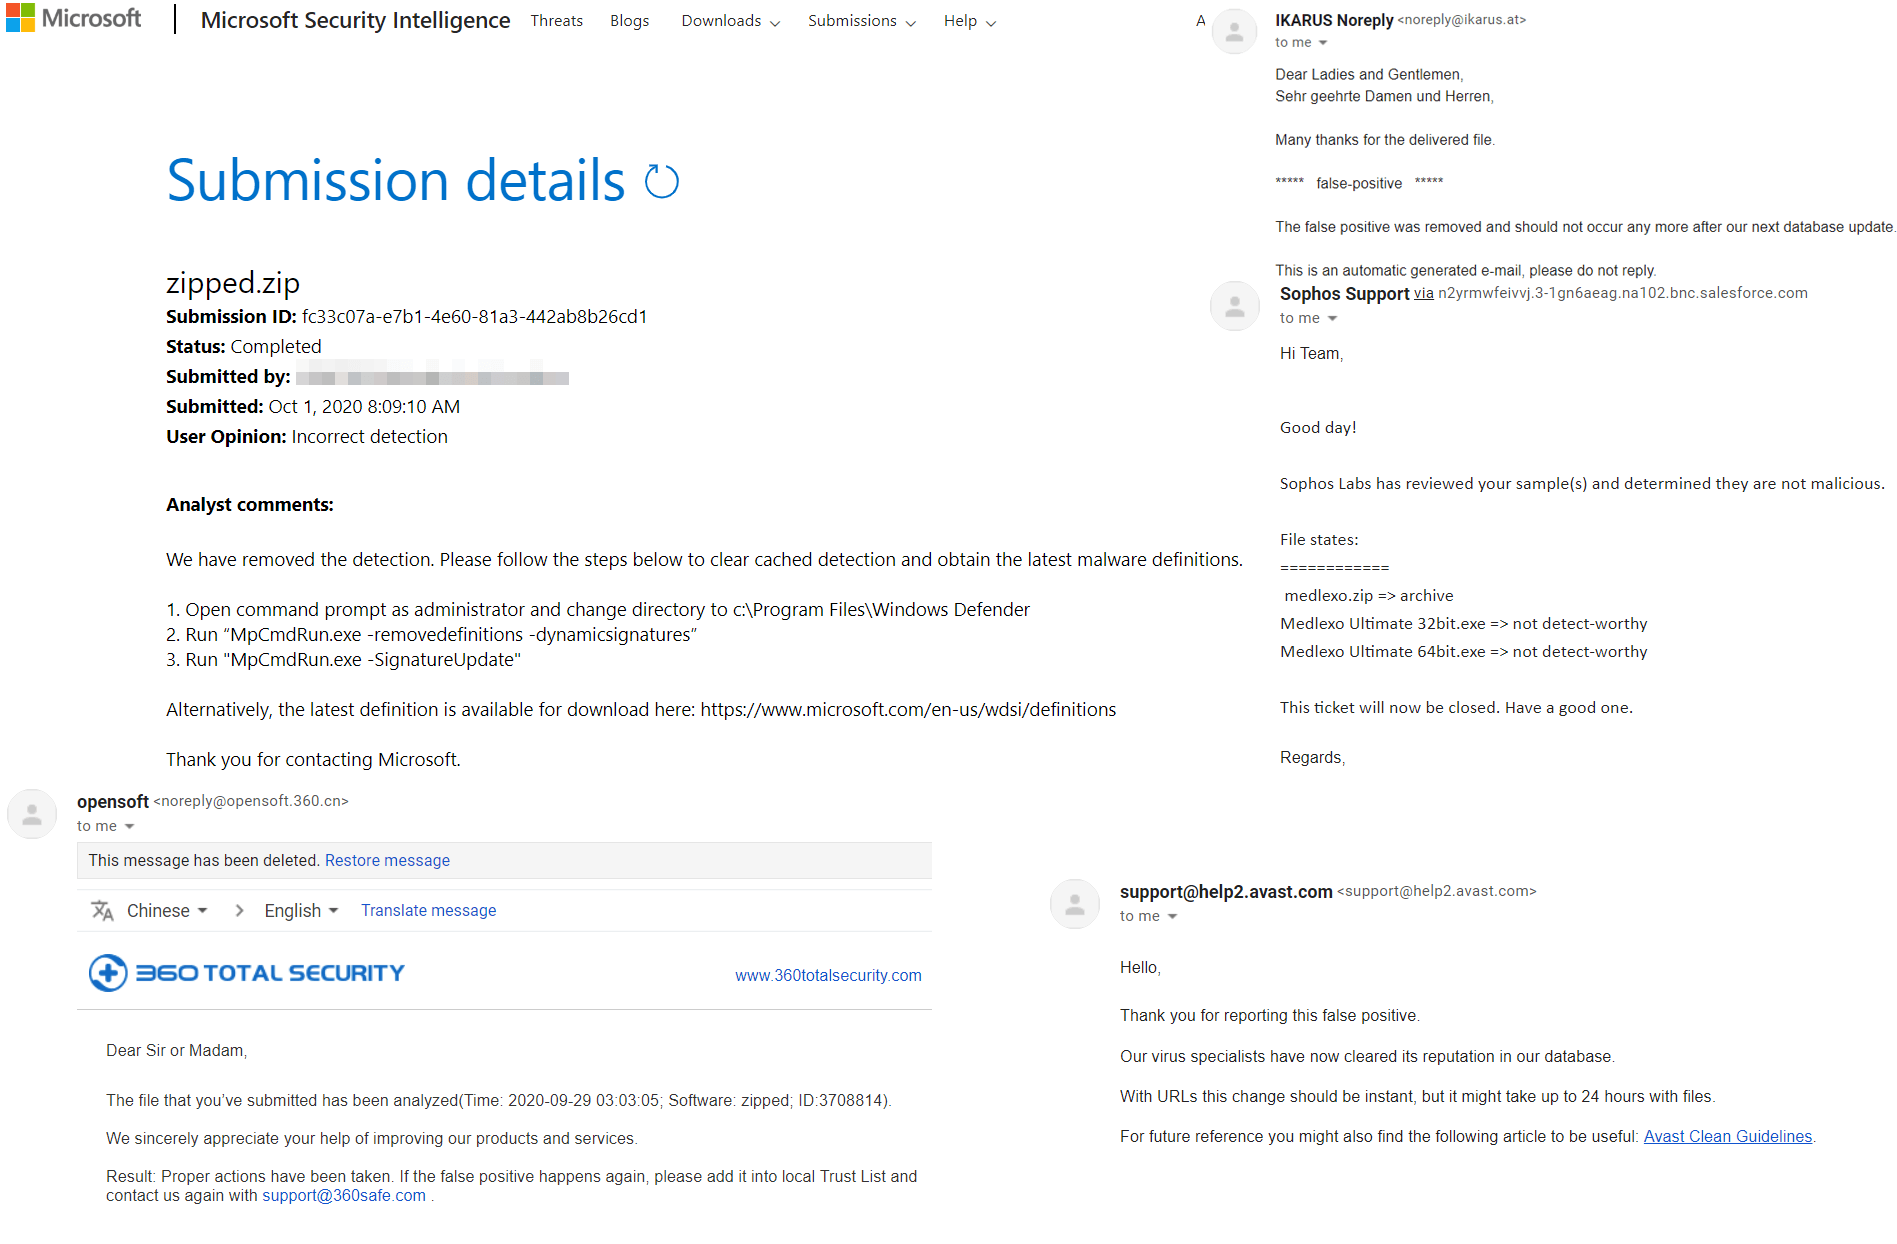 Microsoft | Microsoft Security Intelligence Threats Blogs Downloads Submissions Help A
Submission details
zipped.zip
Submission ID: fc33c07a-e7b1-4e60-81a3-442ab8b26cd1
Status: Completed
Submitted by:
Submitted: Oct 1, 2020 8:09:10 AM
User Opinion: Incorrect detection
Analyst comments:
We have removed the detection. Please follow the steps below to clear cached detection and obtain the latest malware definitions.
1. Open command prompt as administrator and change directory to c:\Program Files\Windows Defender
2. Run “MpCmdRun.exe -removedefinitions -dynamicsignatures”
3. Run "MpCmdRun.exe -SignatureUpdate"
Alternatively, the latest definition is available for download here: https://www.microsoft.com/en-us/wdsi/definitions
Thank you for contacting Microsoft.
IKARUS Noreply <noreply@ikarus.at>
to me
Dear Ladies and Gentlemen,
Sehr geehrte Damen und Herren,
Many thanks for the delivered file.
***** false-positive *****
The false positive was removed and should not occur any more after our next database update.
This is an automatic generated e-mail, please do not reply.
Sophos Support via n2yrmwfeivvj.3-1gn6aeag.na102.bnc.salesforce.com
to me
Hi Team,
Good day!
Sophos Labs has reviewed your sample(s) and determined they are not malicious.
File states:
============
medlexo.zip => archive
Medlexo Ultimate 32bit.exe => not detect-worthy
Medlexo Ultimate 64bit.exe => not detect-worthy
This ticket will now be closed. Have a good one.
Regards,
opensoft <noreply@opensoft.360.cn>
to me
This message has been deleted. Restore message
Chinese > English Translate message
360 TOTAL SECURITY www.360totalsecurity.com
Dear Sir or Madam,
The file that you’ve submitted has been analyzed(Time: 2020-09-29 03:03:05; Software: zipped; ID:3708814).
We sincerely appreciate your help of improving our products and services.
Result: Proper actions have been taken. If the false positive happens again, please add it into local Trust List and
contact us again with support@360safe.com .
support@help2.avast.com <support@help2.avast.com>
to me
Hello,
Thank you for reporting this false positive.
Our virus specialists have now cleared its reputation in our database.
With URLs this change should be instant, but it might take up to 24 hours with files.
For future reference you might also find the following article to be useful: Avast Clean Guidelines.